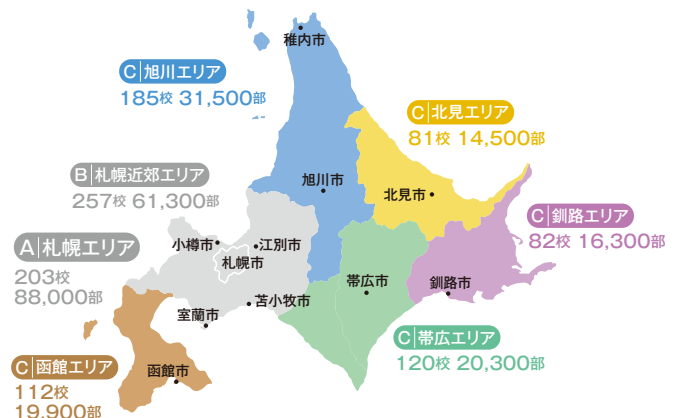 稚内市
C 旭川エリア
185校 31,500部
C 北見エリア
81校 14,500部
B 札幌近郊エリア
257校 61,300部
旭川市
北見市
C 釧路エリア
82校 16,300部
A 札幌エリア
203校
88,000部
小樽市
江別市
札幌市
帯広市
釧路市
苫小牧市
室蘭市
C 帯広エリア
120校 20,300部
C 函館エリア
112校
19,900部
函館市